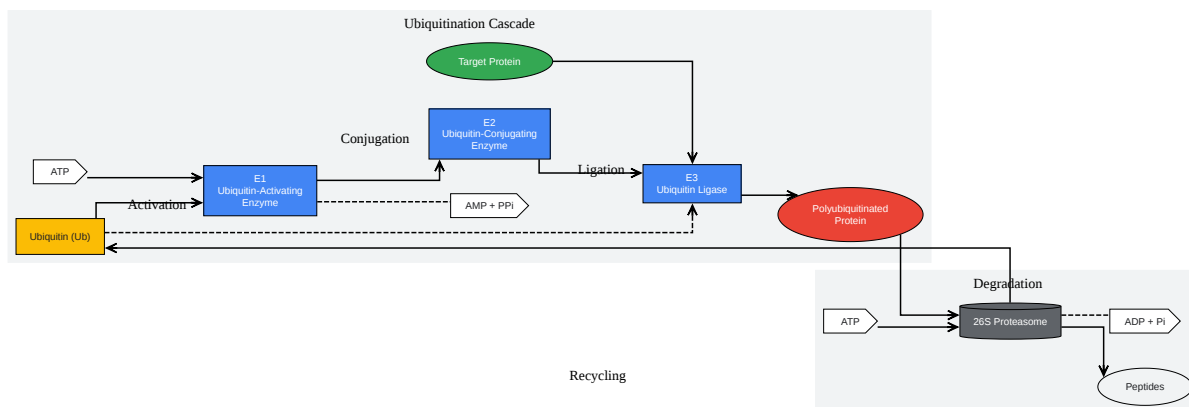 Ubiquitination Cascade
Target Protein
E2
Ubiquitin-Conjugating
Enzyme
Conjugation
Ligation
ATP
E1
Ubiquitin-Activating
Enzyme
E3
Ubiquitin Ligase
Activation
AMP + PPi
Polyubiquitinated
Protein
Ubiquitin (Ub)
Degradation
ATP
26S Proteasome
ADP + Pi
Recycling
Peptides